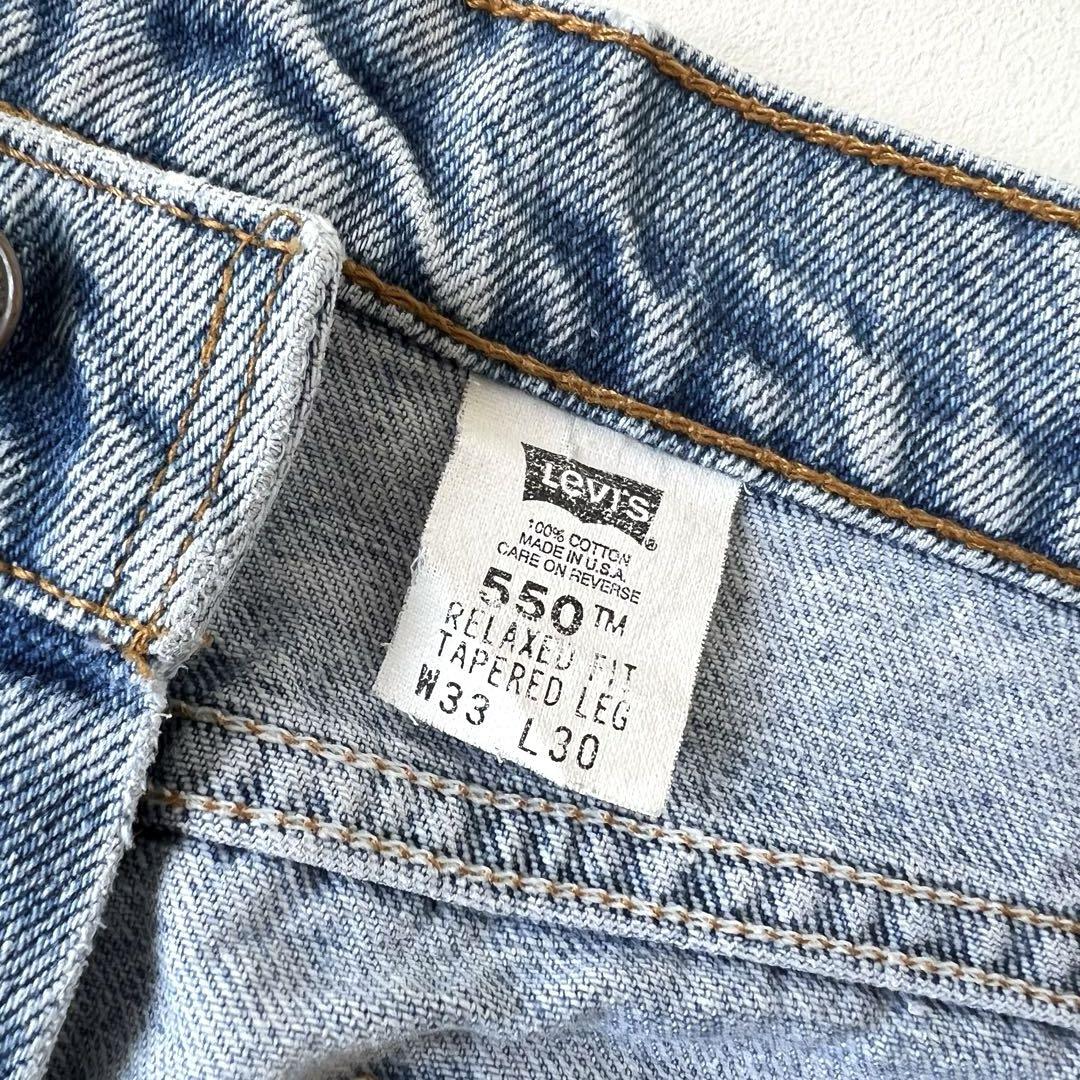 Levi's®
100% COTTON
MADE IN U.S.A.
CARE ON REVERSE
550™
RELAXED FIT
TAPERED LEG
W33 L30